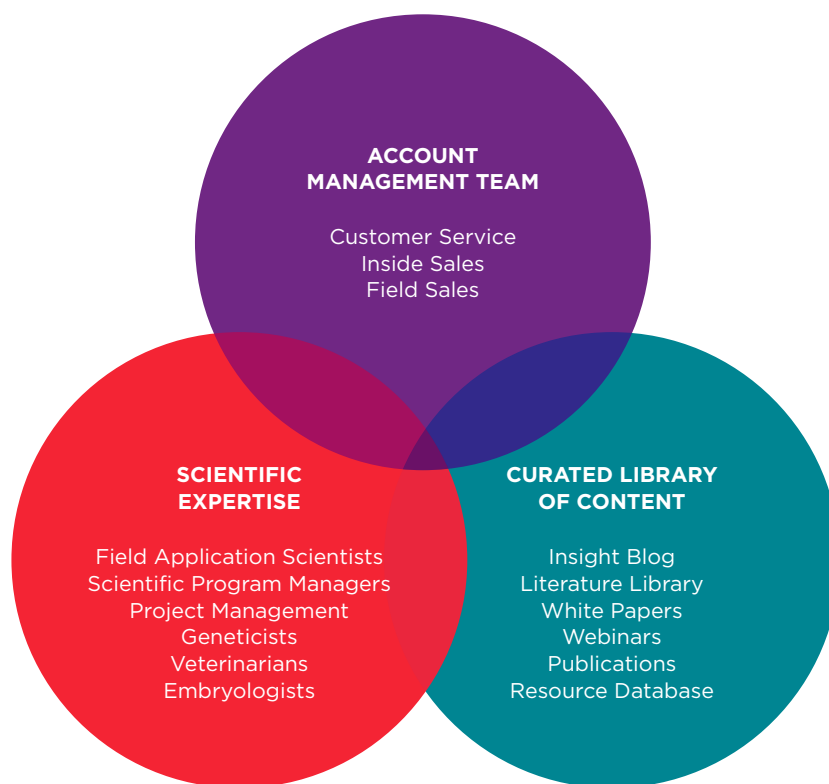 ACCOUNT
MANAGEMENT TEAM
Customer Service
Inside Sales
Field Sales
SCIENTIFIC
EXPERTISE
Field Application Scientists
Scientific Program Managers
Project Management
Geneticists
Veterinarians
Embryologists
CURATED LIBRARY
OF CONTENT
Insight Blog
Literature Library
White Papers
Webinars
Publications
Resource Database